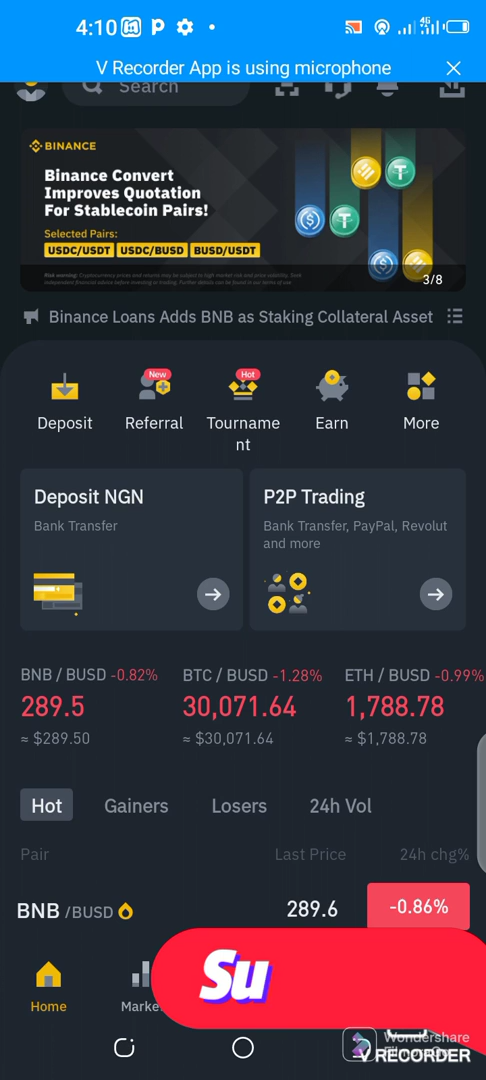 4:10
4G
V Recorder App is using microphone
Search
BINANCE
Binance Convert
Improves Quotation
For Stablecoin Pairs!
Selected Pairs:
USDC/USDT USDC/BUSD BUSD/USDT
3/8
Binance Loans Adds BNB as Staking Collateral Asset
New
Hot
Deposit
Referral
Tourname
nt
Earn
More
Deposit NGN
Bank Transfer
P2P Trading
Bank Transfer, PayPal, Revolut
and more
BNB / BUSD -0.82%
289.5
≈ $289.50
BTC / BUSD -1.28%
30,071.64
≈ $30,071.64
ETH / BUSD -0.99%
1,788.78
≈ $1,788.78
Hot Gainers Losers 24h Vol
Pair Last Price 24h chg%
BNB /BUSD 289.6 -0.86%
Su
Home
Marke
Wondershare
V RECORDER